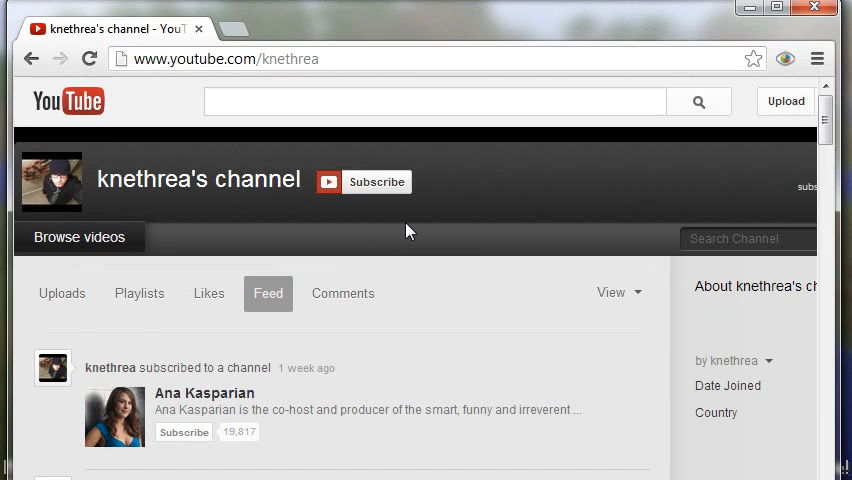 knethrea's channel - YouT
www.youtube.com/knethrea
YouTube
Upload
knethrea's channel
Subscribe
subs
Browse videos
Search Channel
Uploads
Playlists
Likes
Feed
Comments
View
About knethrea's ch
knethrea subscribed to a channel 1 week ago
by knethrea
Ana Kasparian
Date Joined
Ana Kasparian is the co-host and producer of the smart, funny and irreverent ...
Country
Subscribe
19,817